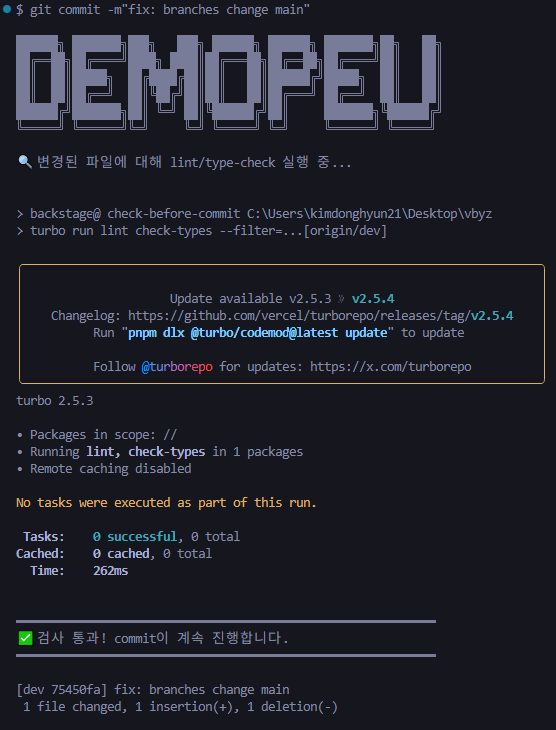 $ git commit -m"fix: branches change main"
DEMOPEU
🔍 변경된 파일에 대해 lint/type-check 실행 중...
> backstage@ check-before-commit C:\Users\kimdonghyun21\Desktop\vbyz
> turbo run lint check-types --filter=...[origin/dev]
Update available v2.5.3 » v2.5.4
Changelog: https://github.com/vercel/turborepo/releases/tag/v2.5.4
Run "pnpm dlx @turbo/codemod@latest update" to update
Follow @turborepo for updates: https://x.com/turborepo
turbo 2.5.3
• Packages in scope: //
• Running lint, check-types in 1 packages
• Remote caching disabled
No tasks were executed as part of this run.
Tasks: 0 successful, 0 total
Cached: 0 cached, 0 total
Time: 262ms
✅ 검사 통과! commit이 계속 진행합니다.
[dev 75450fa] fix: branches change main
1 file changed, 1 insertion(+), 1 deletion(-)